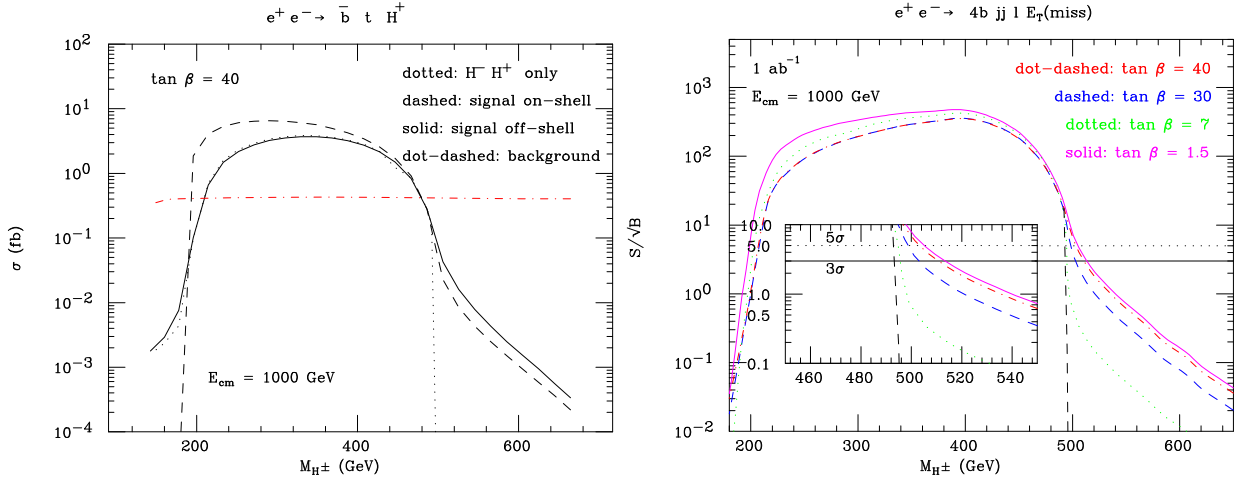 e⁺ e⁻→ b̄ t H⁺
10²
10¹
10⁰
10⁻¹
10⁻²
10⁻³
10⁻⁴
σ (fb)
tan β = 40
dotted: H⁻ H⁺ only
dashed: signal on-shell
solid: signal off-shell
dot-dashed: background
E_cm = 1000 GeV
200
400
600
M_H± (GeV)
e⁺ e⁻→ 4b jj l E_T(miss)
10³
10²
10¹
10⁰
10⁻¹
10⁻²
S/√B
1 ab⁻¹
E_cm = 1000 GeV
dot-dashed: tan β = 40
dashed: tan β = 30
dotted: tan β = 7
solid: tan β = 1.5
10.0
5.0
1.0
0.5
0.1
5σ
3σ
460
480
500
520
540
200
300
400
500
600
M_H± (GeV)